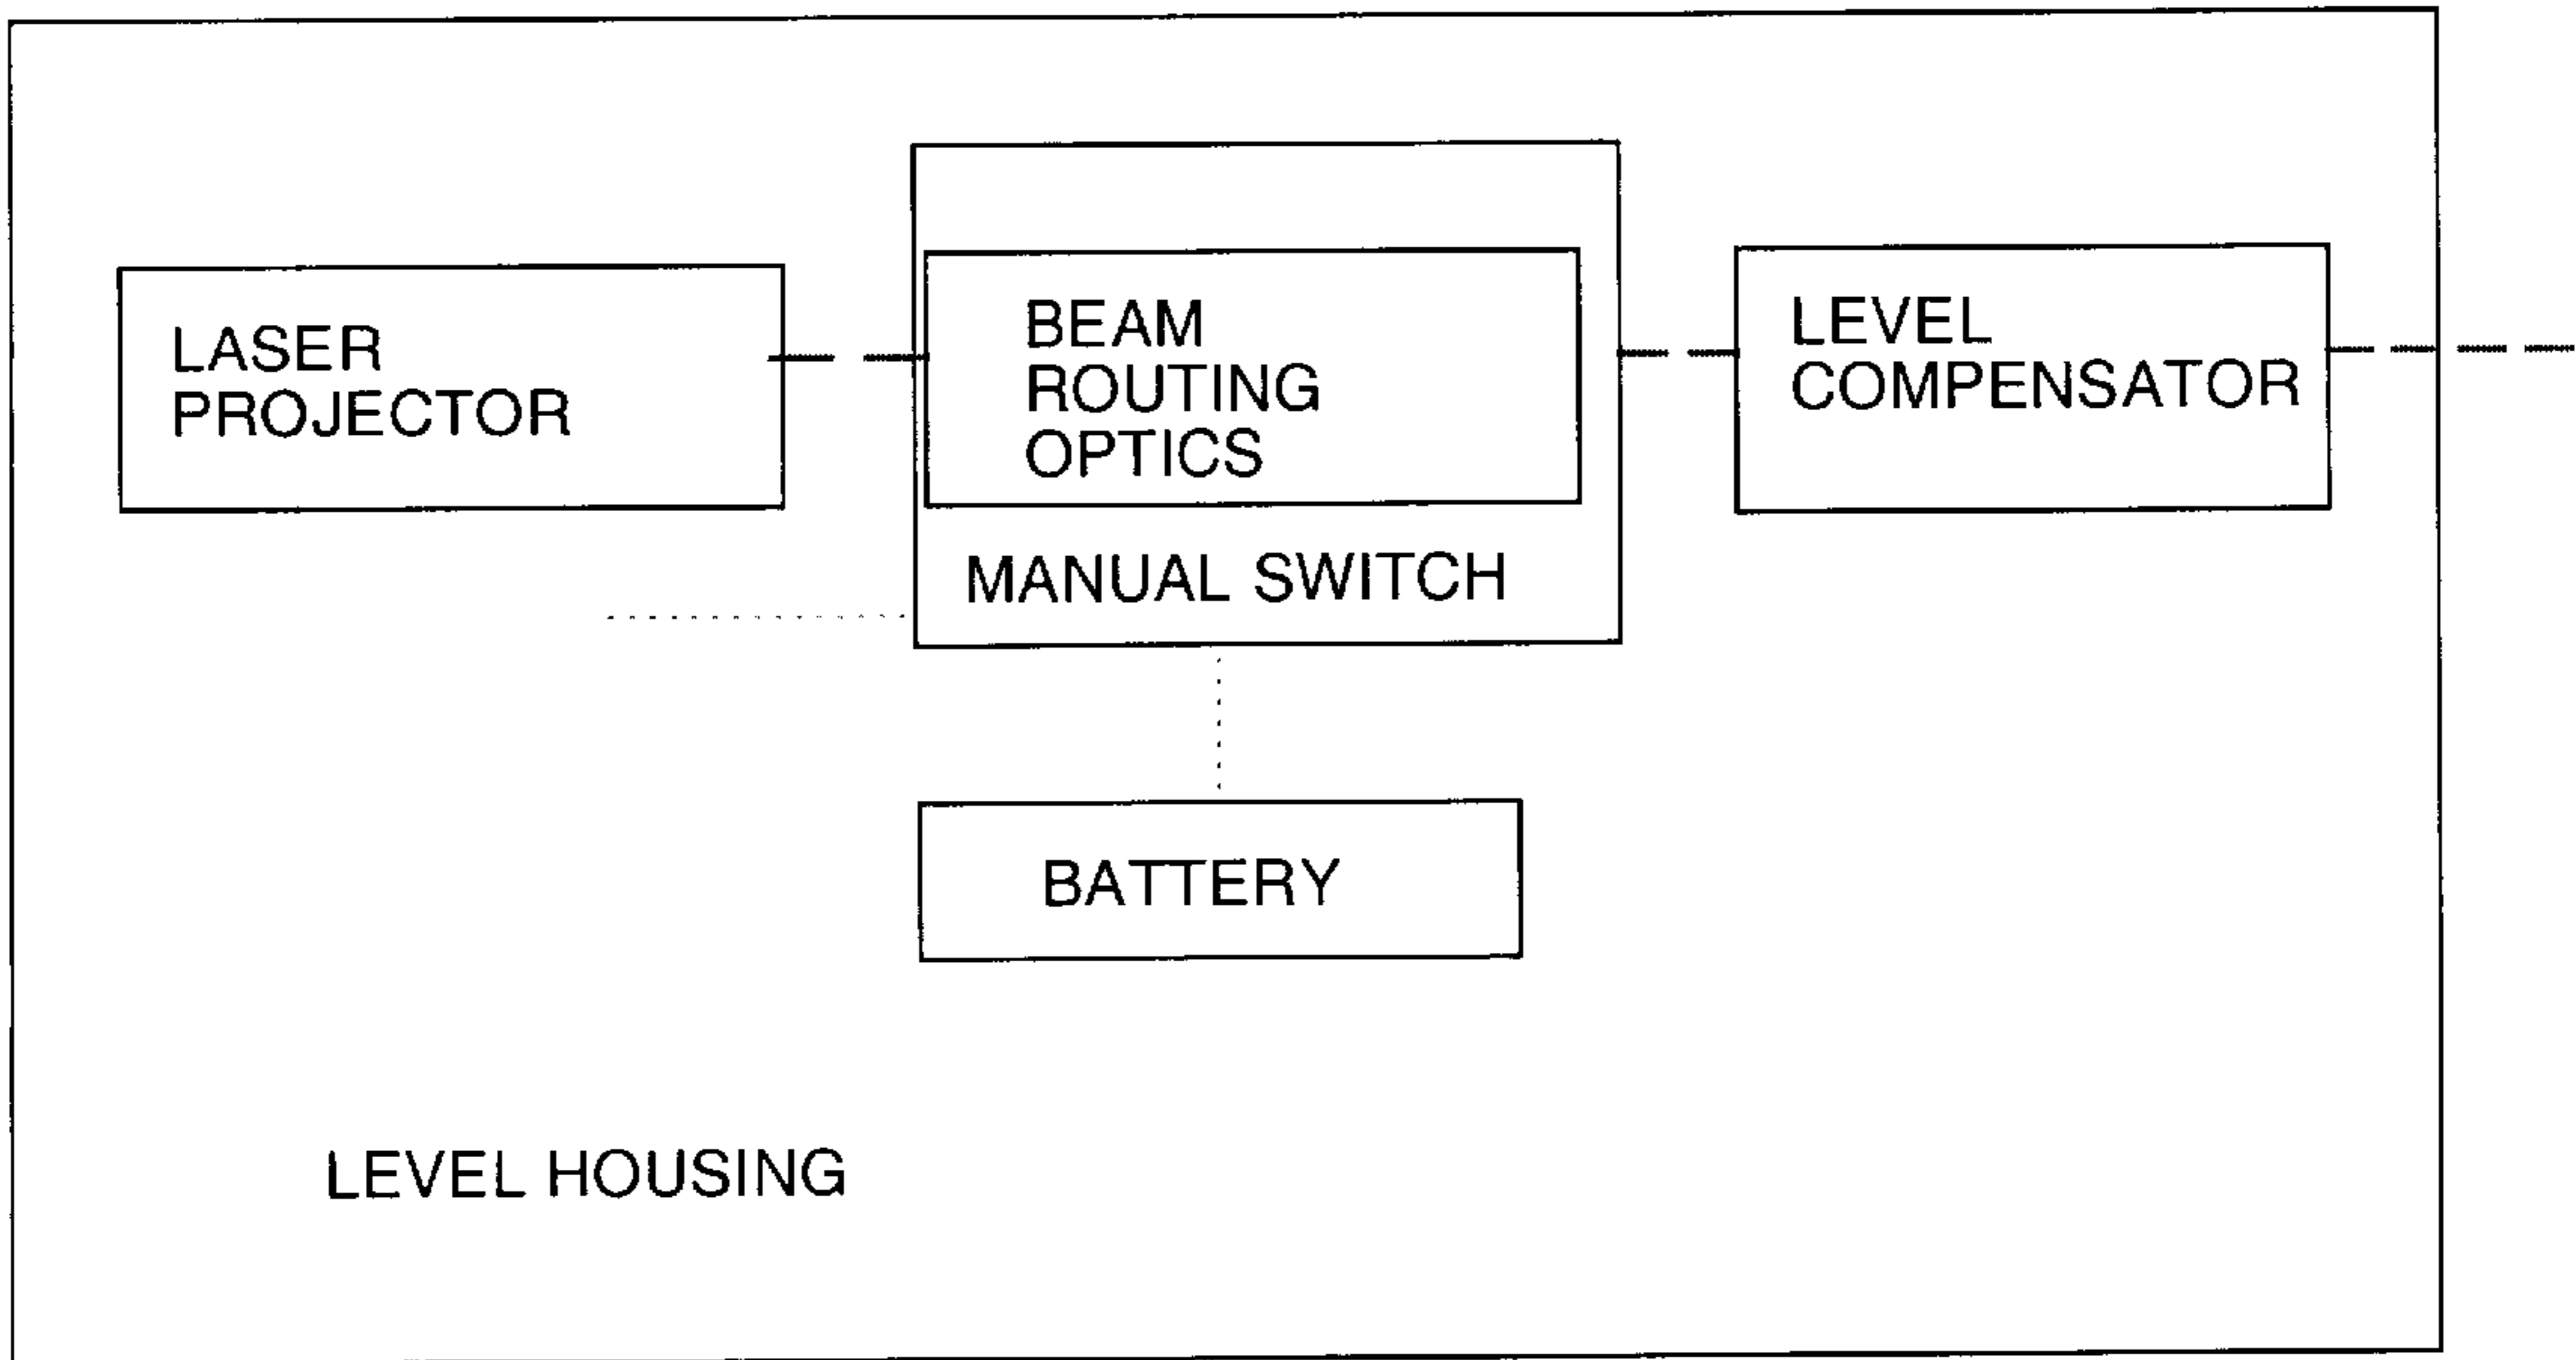 LASER
PROJECTOR
BEAM
ROUTING
OPTICS
MANUAL SWITCH
LEVEL
COMPENSATOR
BATTERY
LEVEL HOUSING